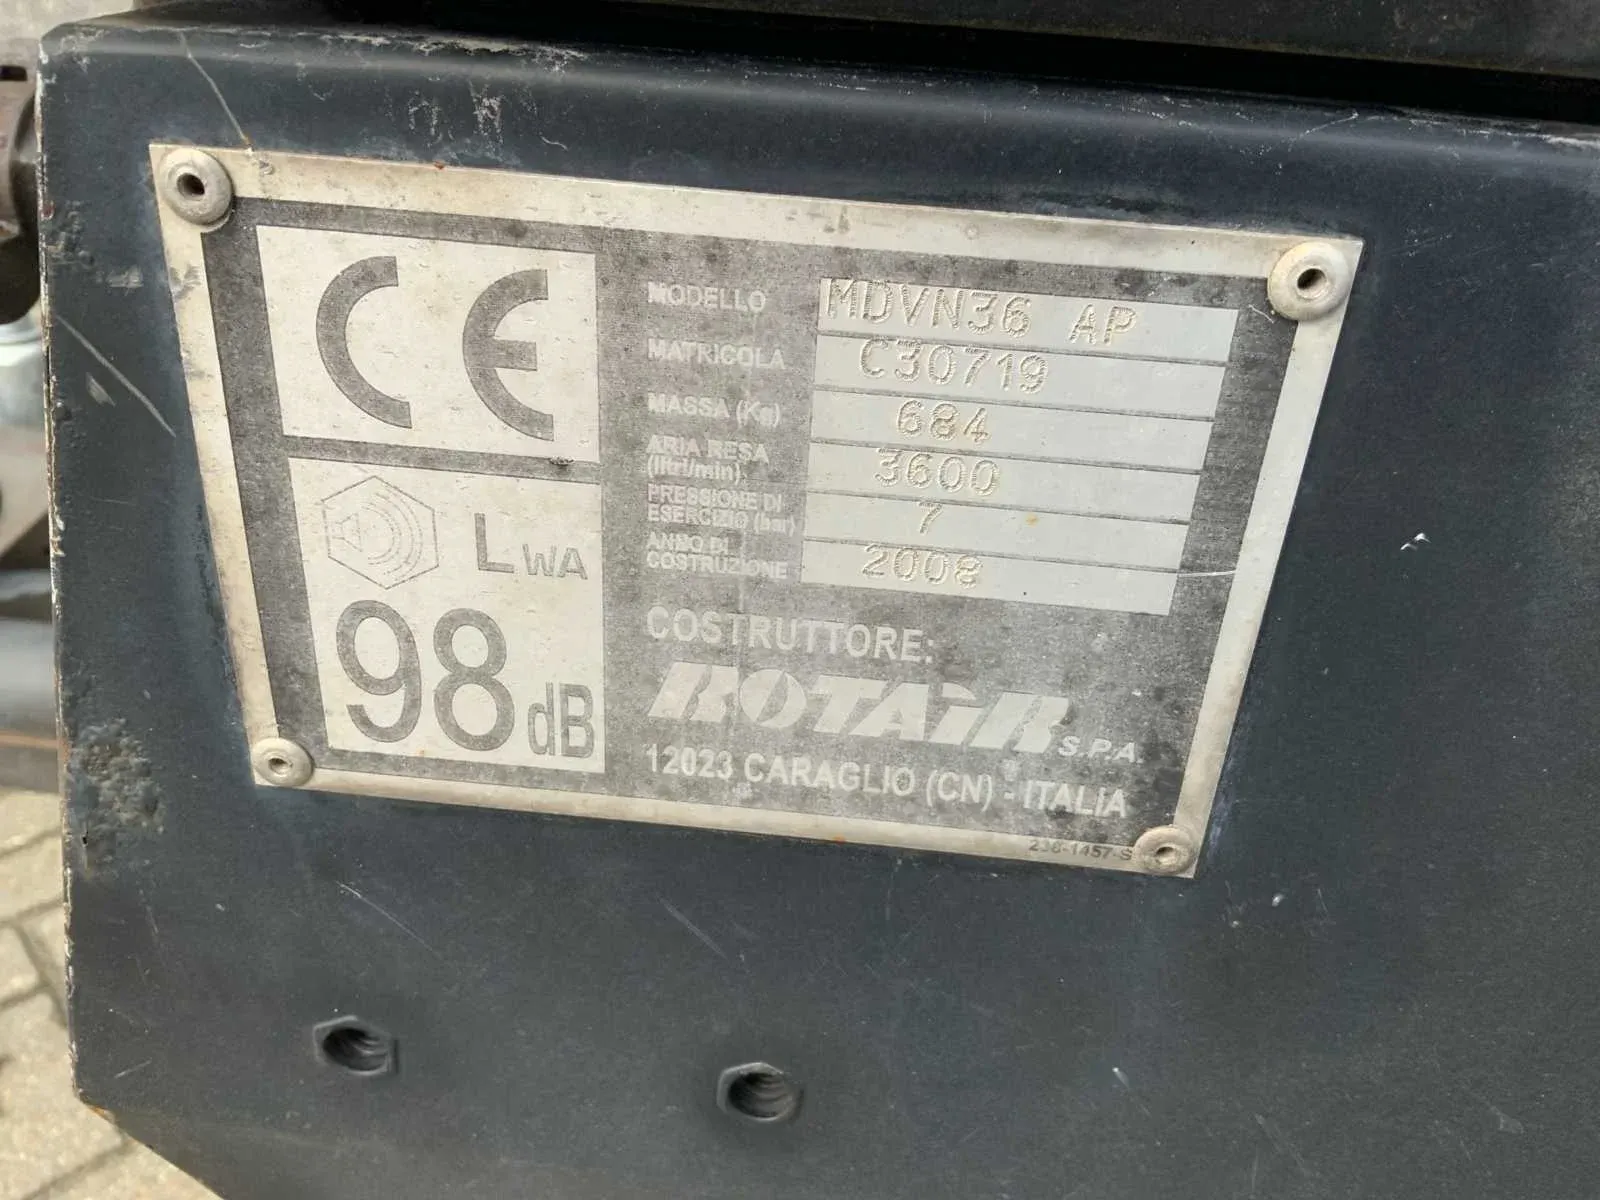 CE
MODELLO MDVN36 AP
MATRICOLA C30719
MASSA (Kg) 684
ARIA RESA
(litri/min) 3600
PRESSIONE DI
ESERCIZIO (bar) 7
ANNO DI
COSTRUZIONE 2008
LWA
98 dB
COSTRUTTORE:
ROTAIR S.P.A.
12023 CARAGLIO (CN) - ITALIA
236-1457-S